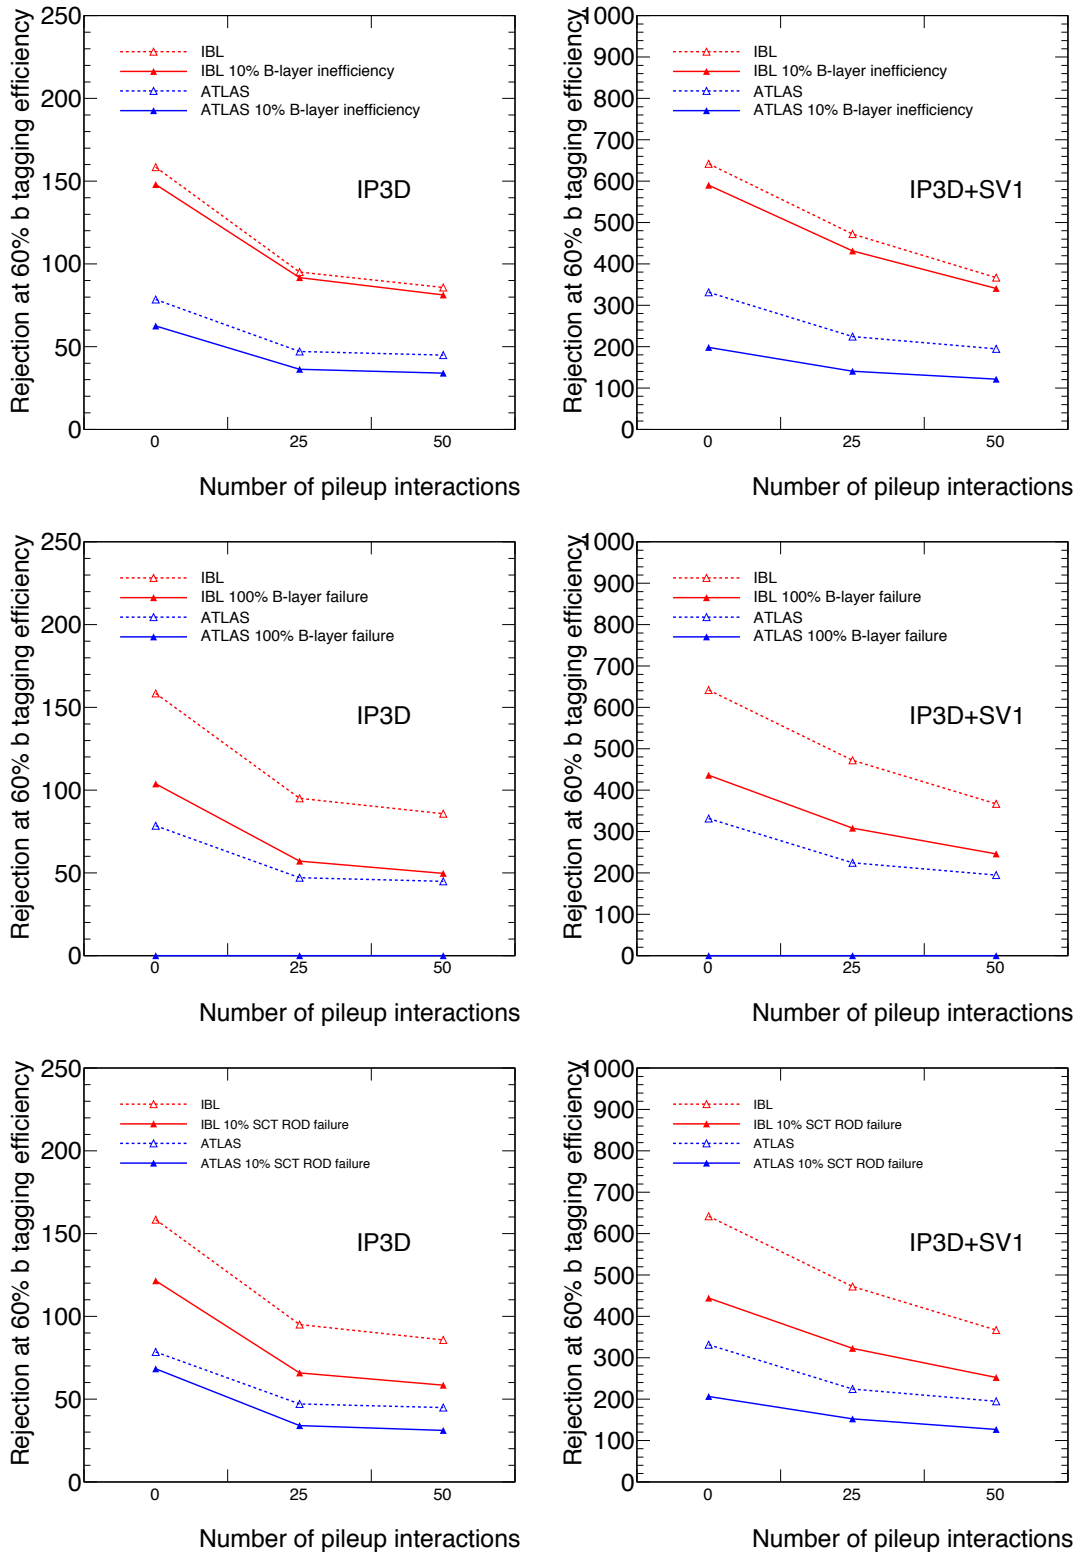 Rejection at 60% b tagging efficiency
250
200
150
100
50
0
IBL
IBL 10% B-layer inefficiency
ATLAS
ATLAS 10% B-layer inefficiency
IP3D
0 25 50
Number of pileup interactions
Rejection at 60% b tagging efficiency
1000
900
800
700
600
500
400
300
200
100
0
IBL
IBL 10% B-layer inefficiency
ATLAS
ATLAS 10% B-layer inefficiency
IP3D+SV1
0 25 50
Number of pileup interactions
Rejection at 60% b tagging efficiency
250
200
150
100
50
0
IBL
IBL 100% B-layer failure
ATLAS
ATLAS 100% B-layer failure
IP3D
0 25 50
Number of pileup interactions
Rejection at 60% b tagging efficiency
1000
900
800
700
600
500
400
300
200
100
0
IBL
IBL 100% B-layer failure
ATLAS
ATLAS 100% B-layer failure
IP3D+SV1
0 25 50
Number of pileup interactions
Rejection at 60% b tagging efficiency
250
200
150
100
50
0
IBL
IBL 10% SCT ROD failure
ATLAS
ATLAS 10% SCT ROD failure
IP3D
0 25 50
Number of pileup interactions
Rejection at 60% b tagging efficiency
1000
900
800
700
600
500
400
300
200
100
0
IBL
IBL 10% SCT ROD failure
ATLAS
ATLAS 10% SCT ROD failure
IP3D+SV1
0 25 50
Number of pileup interactions